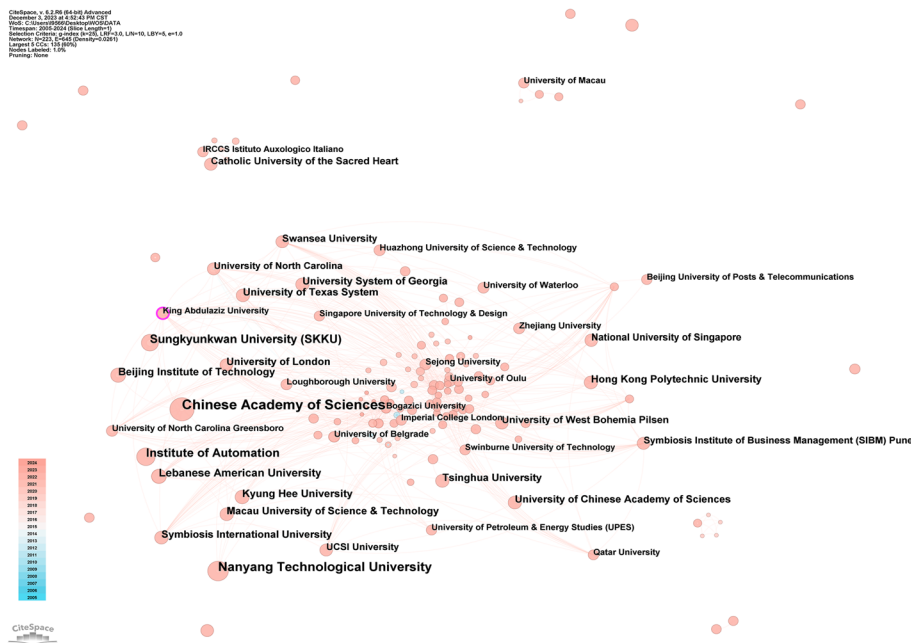 CiteSpace, v. 6.2.R6 (64-bit) Advanced
December 3, 2023 at 4:52:43 PM CST
WoS: C:\Users\l9566\Desktop\WOS\DATA
Timespan: 2005-2024 (Slice Length=1)
Selection Criteria: g-index (k=25), LRF=3.0, L/N=10, LBY=5, e=1.0
Network: N=223, E=645 (Density=0.0261)
Largest 5 CCs: 135 (60%)
Nodes Labeled: 1.0%
Pruning: None
University of Macau
IRCCS Istituto Auxologico Italiano
Catholic University of the Sacred Heart
Swansea University
Huazhong University of Science & Technology
University of North Carolina
Beijing University of Posts & Telecommunications
University System of Georgia
University of Waterloo
University of Texas System
King Abdulaziz University
Singapore University of Technology & Design
Zhejiang University
Sungkyunkwan University (SKKU)
National University of Singapore
University of London
Sejong University
Beijing Institute of Technology
University of Oulu
Hong Kong Polytechnic University
Loughborough University
Chinese Academy of Sciences
Bogazici University
Imperial College London
University of West Bohemia Pilsen
University of North Carolina Greensboro
University of Belgrade
Symbiosis Institute of Business Management (SIBM) Pune
Swinburne University of Technology
Institute of Automation
Lebanese American University
Tsinghua University
Kyung Hee University
University of Chinese Academy of Sciences
Macau University of Science & Technology
University of Petroleum & Energy Studies (UPES)
Symbiosis International University
UCSI University
Qatar University
Nanyang Technological University
2024
2023
2022
2021
2020
2019
2018
2017
2016
2015
2014
2013
2012
2011
2010
2009
2008
2007
2006
2005
CiteSpace